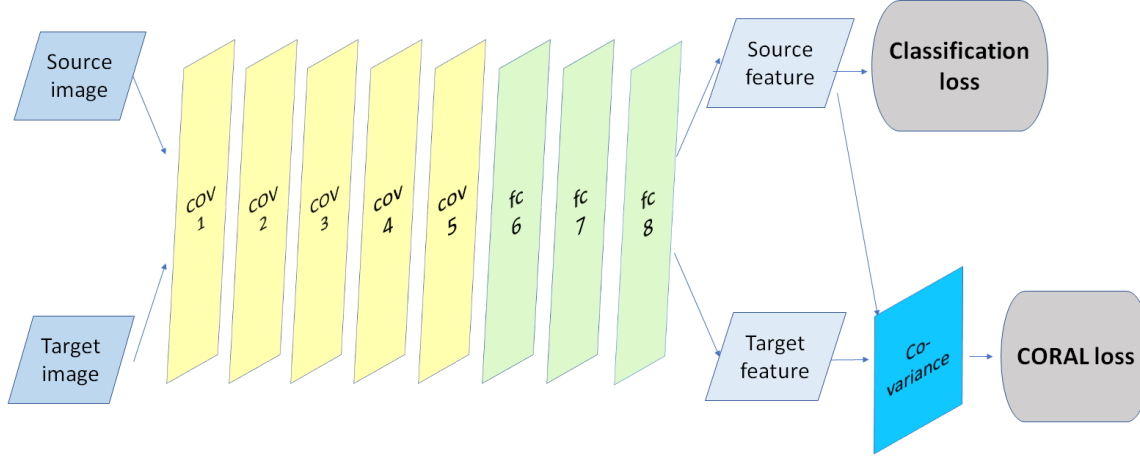 Source
image
Target
image
cov
1
cov
2
cov
3
cov
4
cov
5
fc
6
fc
7
fc
8
Source
feature
Target
feature
Classification
loss
Co-
variance
CORAL loss